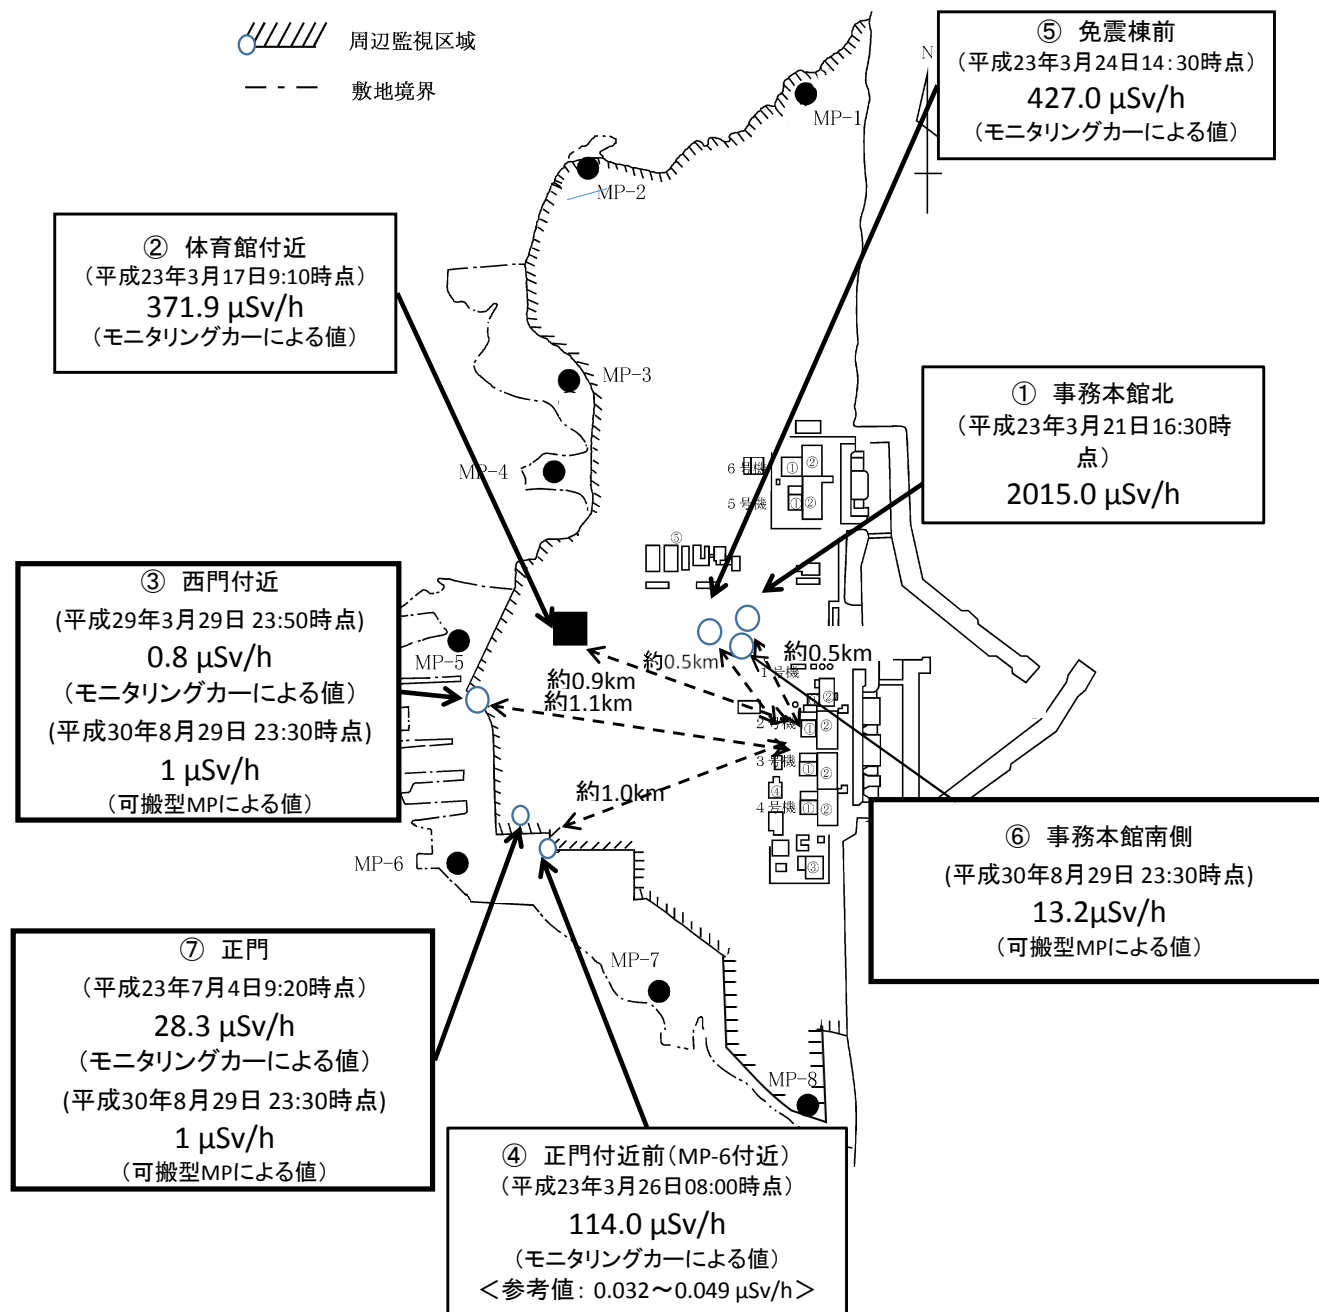 周辺監視区域
敷地境界
⑤ 免震棟前
(平成23年3月24日14:30時点)
427.0 μSv/h
(モニタリングカーによる値)
N
MP-1
MP-2
② 体育館付近
(平成23年3月17日9:10時点)
371.9 μSv/h
(モニタリングカーによる値)
MP-3
① 事務本館北
(平成23年3月21日16:30時
点)
2015.0 μSv/h
MP-4
6号機
① ②
5号機
① ②
⑤
③ 西門付近
(平成29年3月29日 23:50時点)
0.8 μSv/h
(モニタリングカーによる値)
(平成30年8月29日 23:30時点)
1 μSv/h
(可搬型MPによる値)
MP-5
約0.5km
約0.5km
約0.9km
約1.1km
1号機
②
2号機
① ②
3号機
① ②
約1.0km
④
4号機
① ②
③
MP-6
⑥ 事務本館南側
(平成30年8月29日 23:30時点)
13.2μSv/h
(可搬型MPによる値)
⑦ 正門
(平成23年7月4日9:20時点)
28.3 μSv/h
(モニタリングカーによる値)
(平成30年8月29日 23:30時点)
1 μSv/h
(可搬型MPによる値)
MP-7
MP-8
④ 正門付近前(MP-6付近)
(平成23年3月26日08:00時点)
114.0 μSv/h
(モニタリングカーによる値)
<参考値: 0.032～0.049 μSv/h>